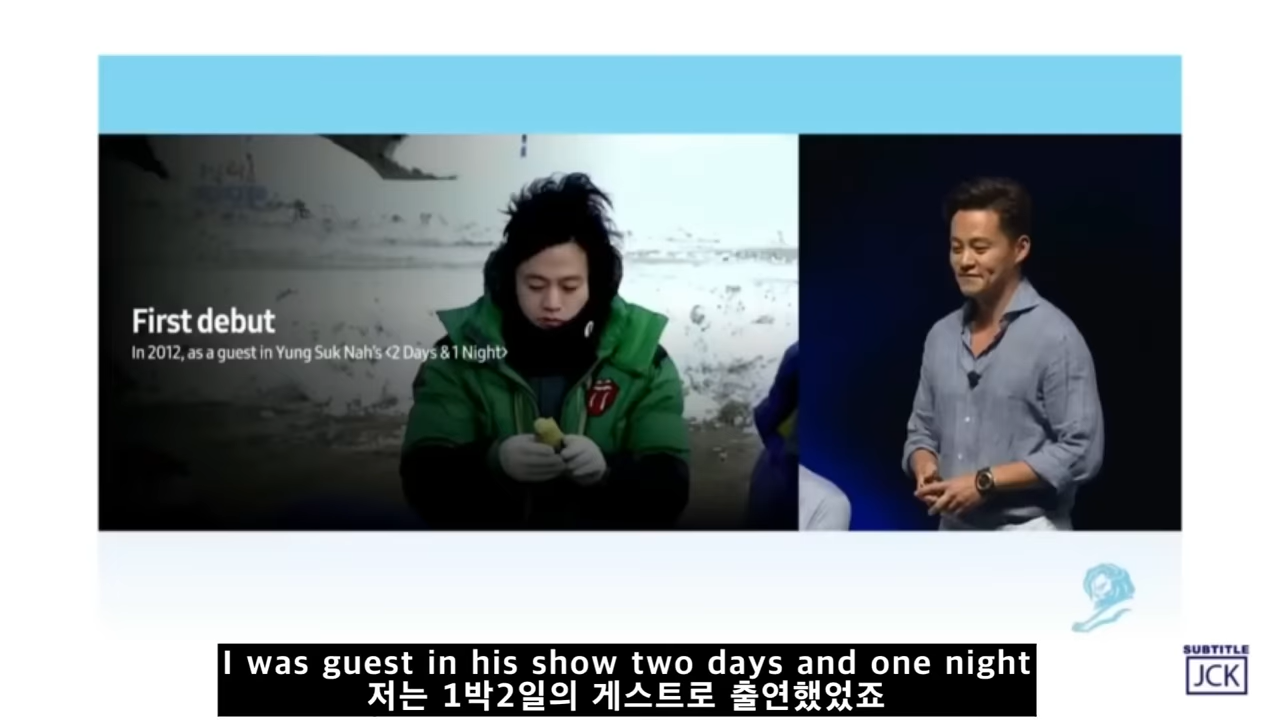 First debut
In 2012, as a guest in Yung Suk Nah's <2 Days & 1 Night>
I was guest in his show two days and one night
저는 1박2일의 게스트로 출연했었죠
SUBTITLE
JCK